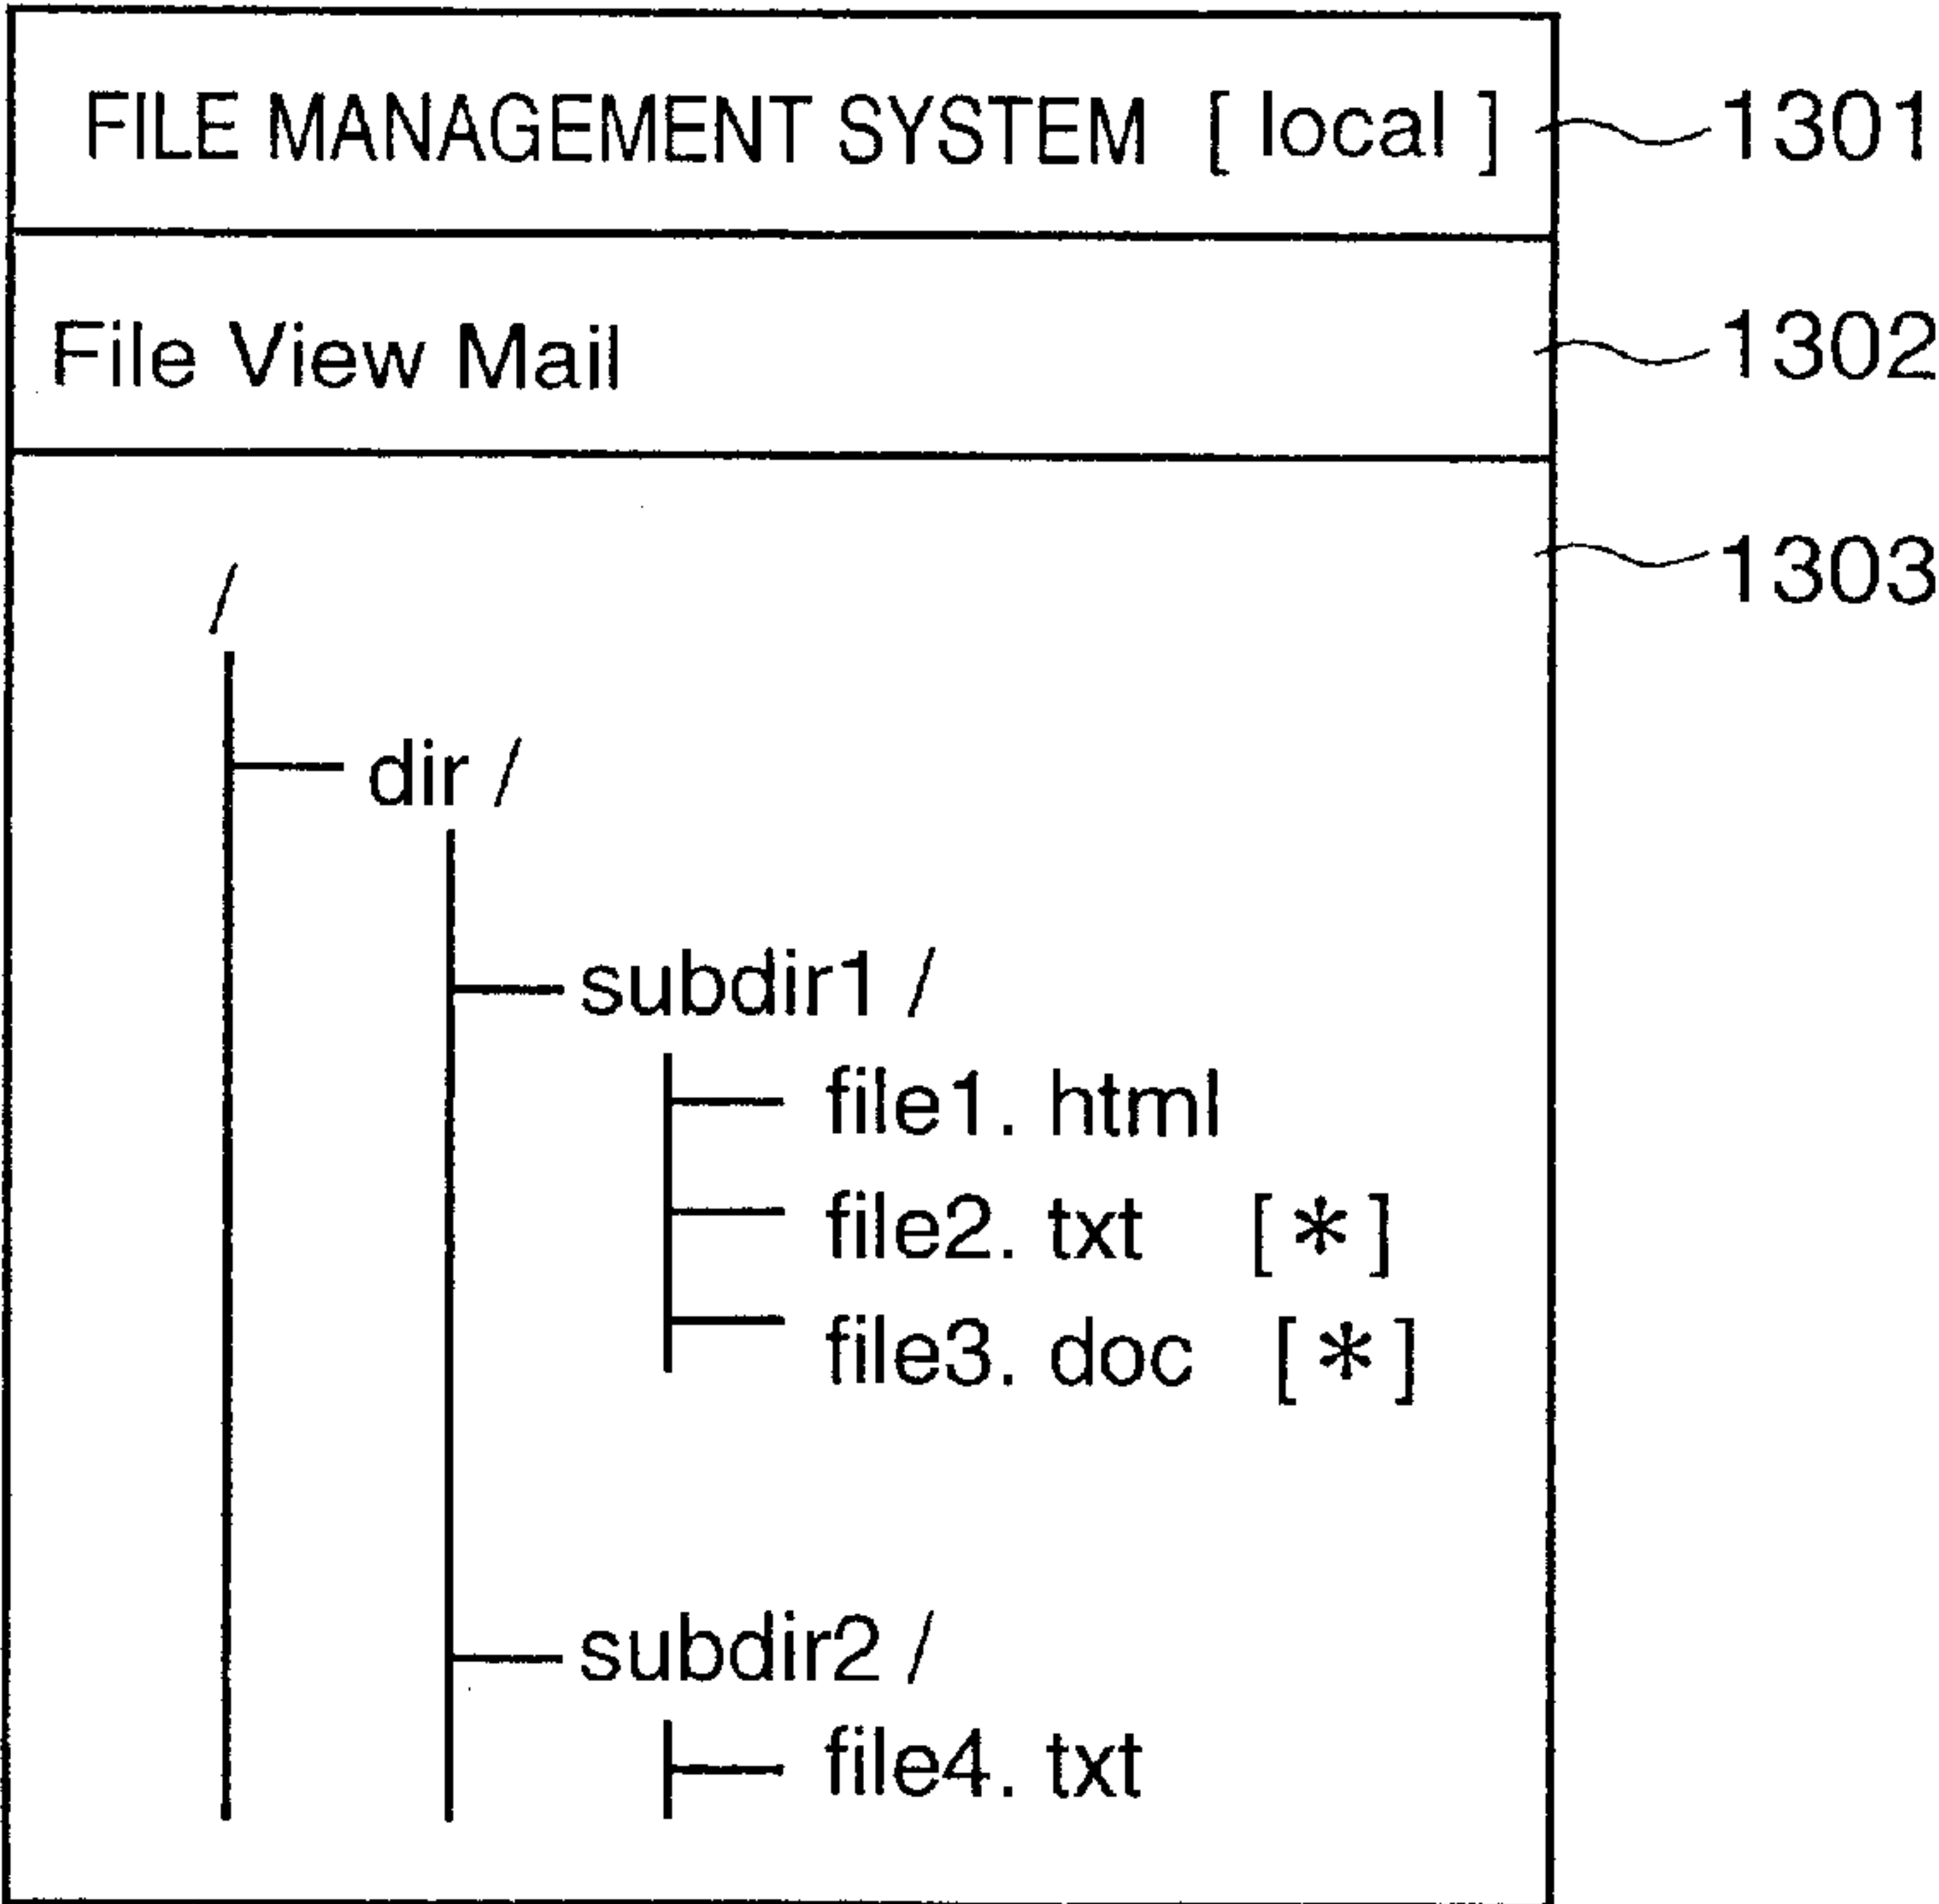 FILE MANAGEMENT SYSTEM [ local ] 1301
File View Mail 1302
1303
/
dir /
subdir1 /
file1. html
file2. txt [ * ]
file3. doc [ * ]
subdir2 /
file4. txt